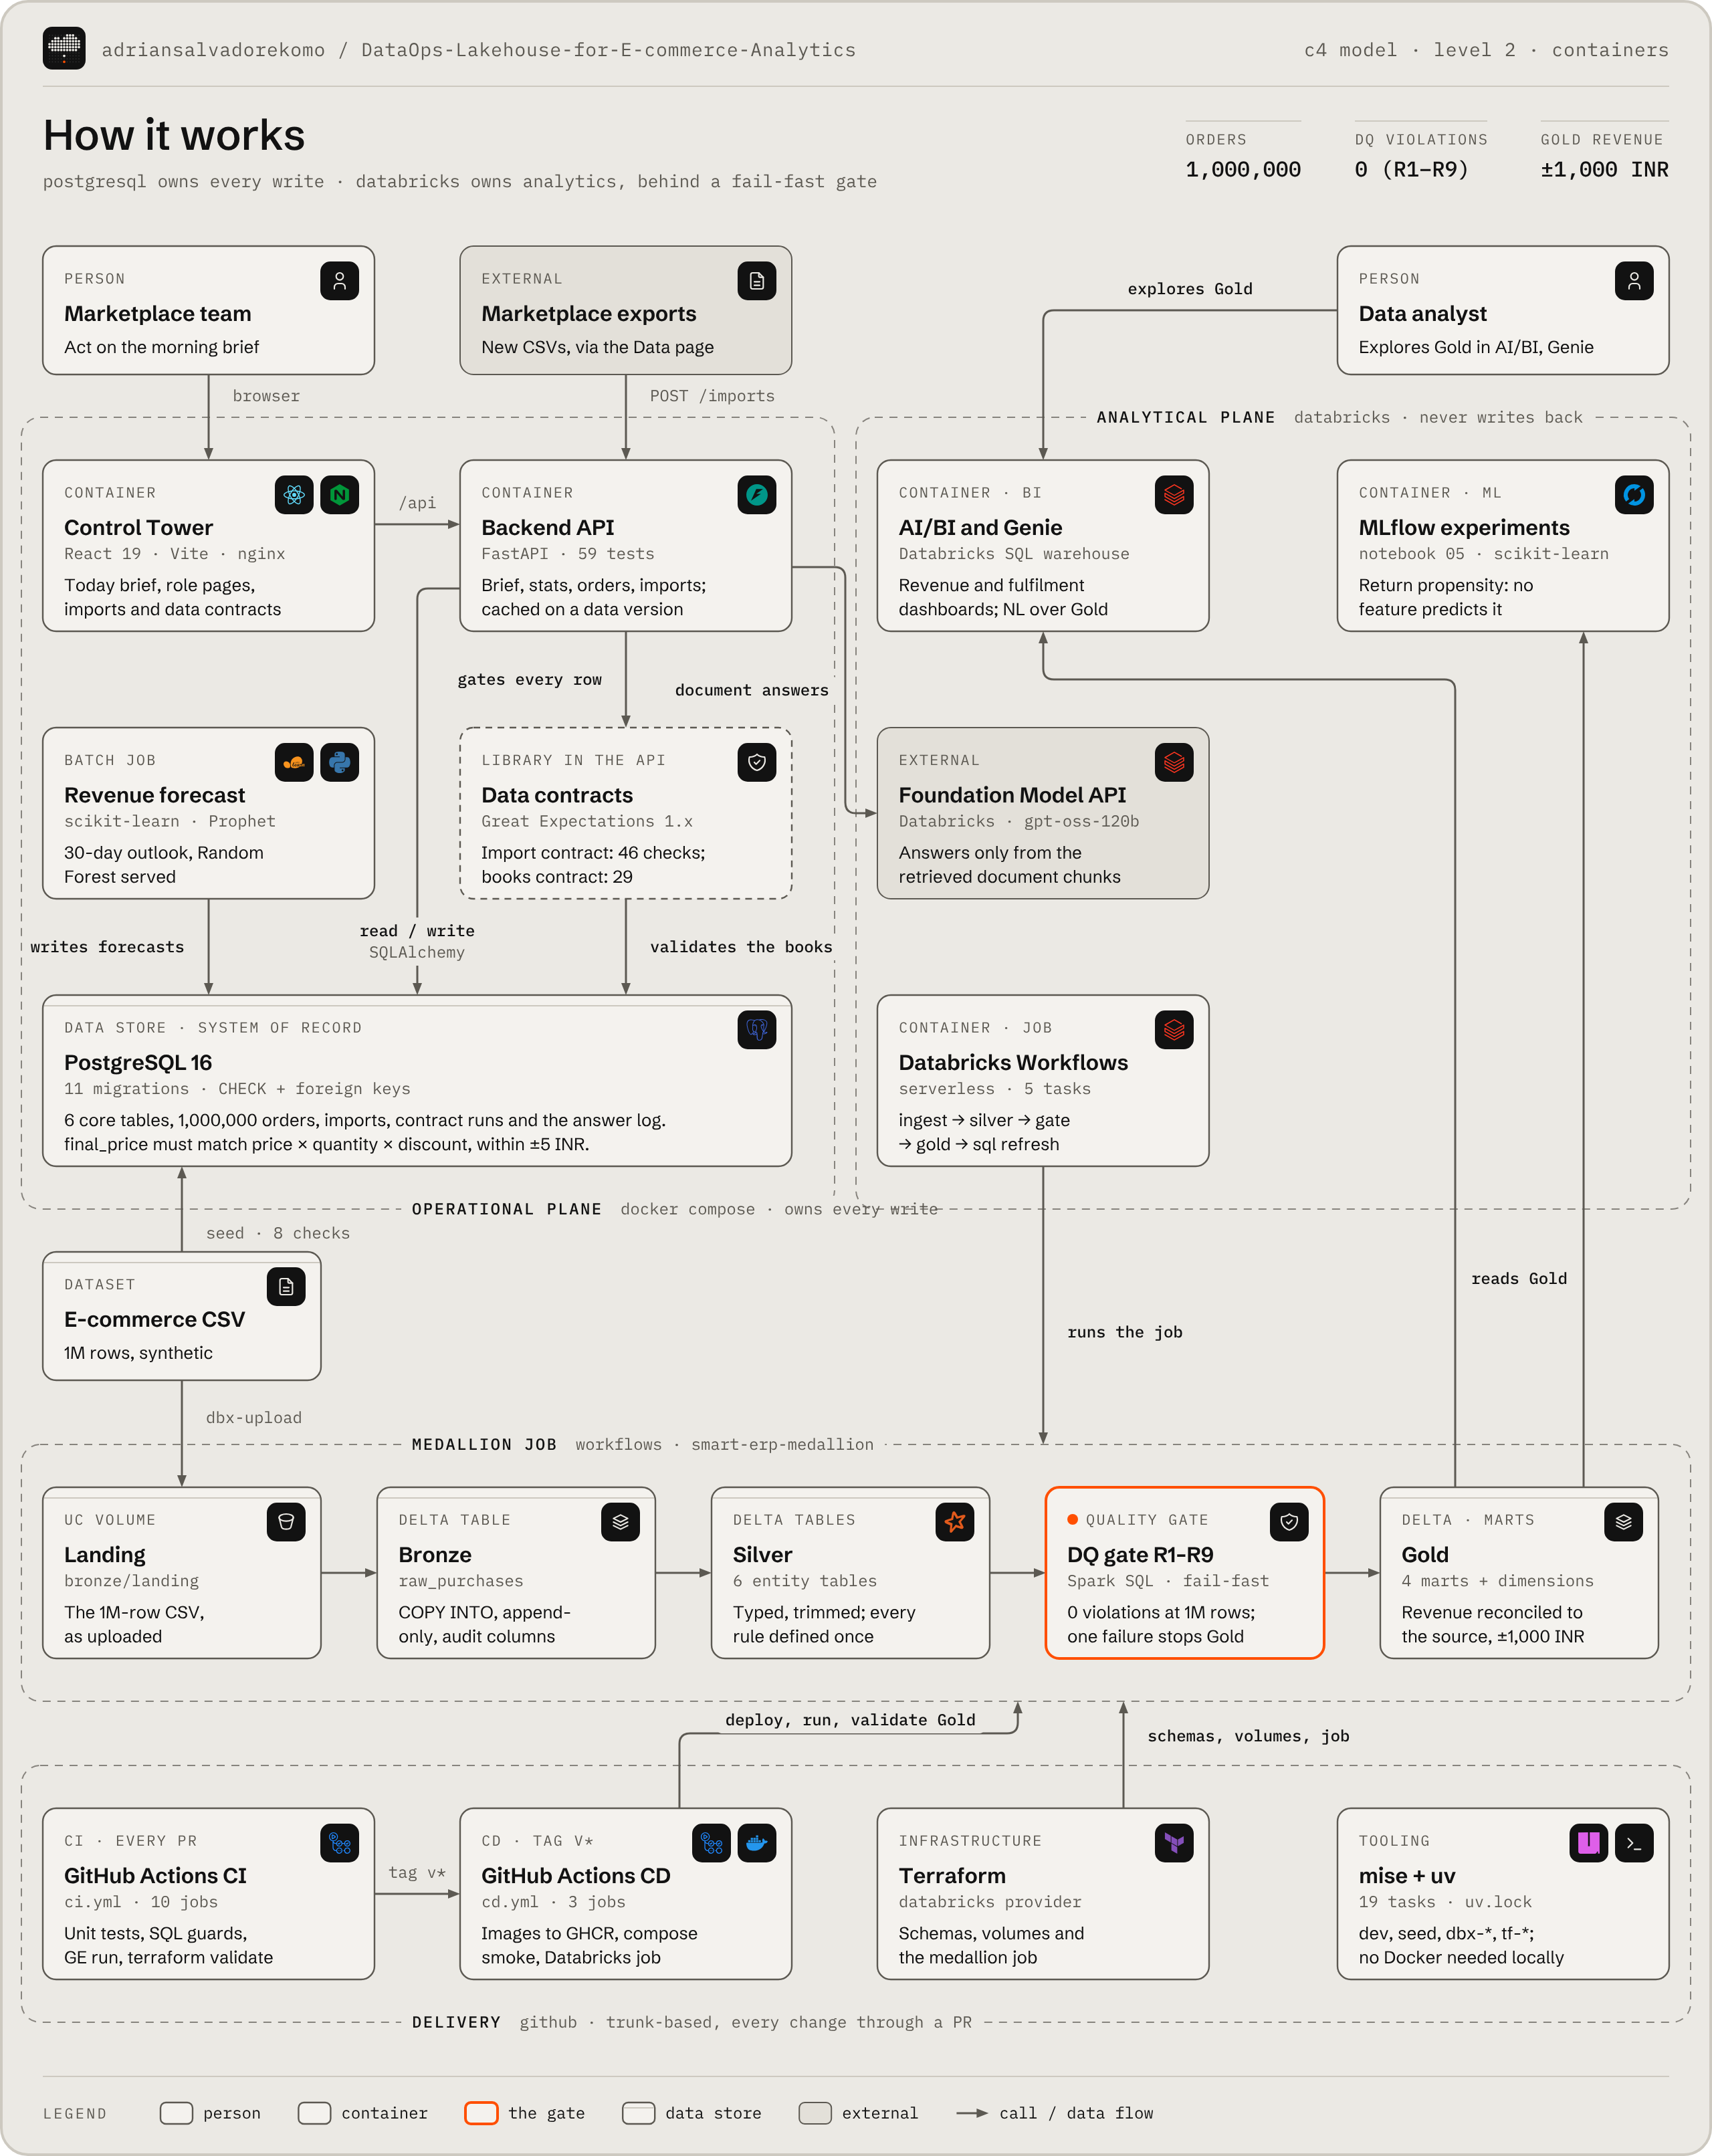 adriansalvadorekomo / DataOps-Lakehouse-for-E-commerce-Analytics
c4 model · level 2 · containers
How it works
postgresql owns every write · databricks owns analytics, behind a fail-fast gate
ORDERS
1,000,000
DQ VIOLATIONS
0 (R1–R9)
GOLD REVENUE
±1,000 INR
PERSON
Marketplace team
Act on the morning brief
EXTERNAL
Marketplace exports
New CSVs, via the Data page
explores Gold
PERSON
Data analyst
Explores Gold in AI/BI, Genie
browser
POST /imports
ANALYTICAL PLANE databricks · never writes back
CONTAINER
Control Tower
React 19 · Vite · nginx
Today brief, role pages,
imports and data contracts
/api
CONTAINER
Backend API
FastAPI · 59 tests
Brief, stats, orders, imports;
cached on a data version
CONTAINER · BI
AI/BI and Genie
Databricks SQL warehouse
Revenue and fulfilment
dashboards; NL over Gold
CONTAINER · ML
MLflow experiments
notebook 05 · scikit-learn
Return propensity: no
feature predicts it
gates every row
document answers
BATCH JOB
Revenue forecast
scikit-learn · Prophet
30-day outlook, Random
Forest served
LIBRARY IN THE API
Data contracts
Great Expectations 1.x
Import contract: 46 checks;
books contract: 29
EXTERNAL
Foundation Model API
Databricks · gpt-oss-120b
Answers only from the
retrieved document chunks
writes forecasts
read / write
SQLAlchemy
validates the books
DATA STORE · SYSTEM OF RECORD
PostgreSQL 16
11 migrations · CHECK + foreign keys
6 core tables, 1,000,000 orders, imports, contract runs and the answer log.
final_price must match price × quantity × discount, within ±5 INR.
CONTAINER · JOB
Databricks Workflows
serverless · 5 tasks
ingest → silver → gate
→ gold → sql refresh
OPERATIONAL PLANE docker compose · owns every write
seed · 8 checks
DATASET
E-commerce CSV
1M rows, synthetic
reads Gold
runs the job
dbx-upload
MEDALLION JOB workflows · smart-erp-medallion
UC VOLUME
Landing
bronze/landing
The 1M-row CSV,
as uploaded
DELTA TABLE
Bronze
raw_purchases
COPY INTO, append-
only, audit columns
DELTA TABLES
Silver
6 entity tables
Typed, trimmed; every
rule defined once
QUALITY GATE
DQ gate R1–R9
Spark SQL · fail-fast
0 violations at 1M rows;
one failure stops Gold
DELTA · MARTS
Gold
4 marts + dimensions
Revenue reconciled to
the source, ±1,000 INR
deploy, run, validate Gold
schemas, volumes, job
CI · EVERY PR
GitHub Actions CI
ci.yml · 10 jobs
Unit tests, SQL guards,
GE run, terraform validate
tag v*
CD · TAG V*
GitHub Actions CD
cd.yml · 3 jobs
Images to GHCR, compose
smoke, Databricks job
INFRASTRUCTURE
Terraform
databricks provider
Schemas, volumes and
the medallion job
TOOLING
mise + uv
19 tasks · uv.lock
dev, seed, dbx-*, tf-*;
no Docker needed locally
DELIVERY github · trunk-based, every change through a PR
LEGEND
person
container
the gate
data store
external
call / data flow